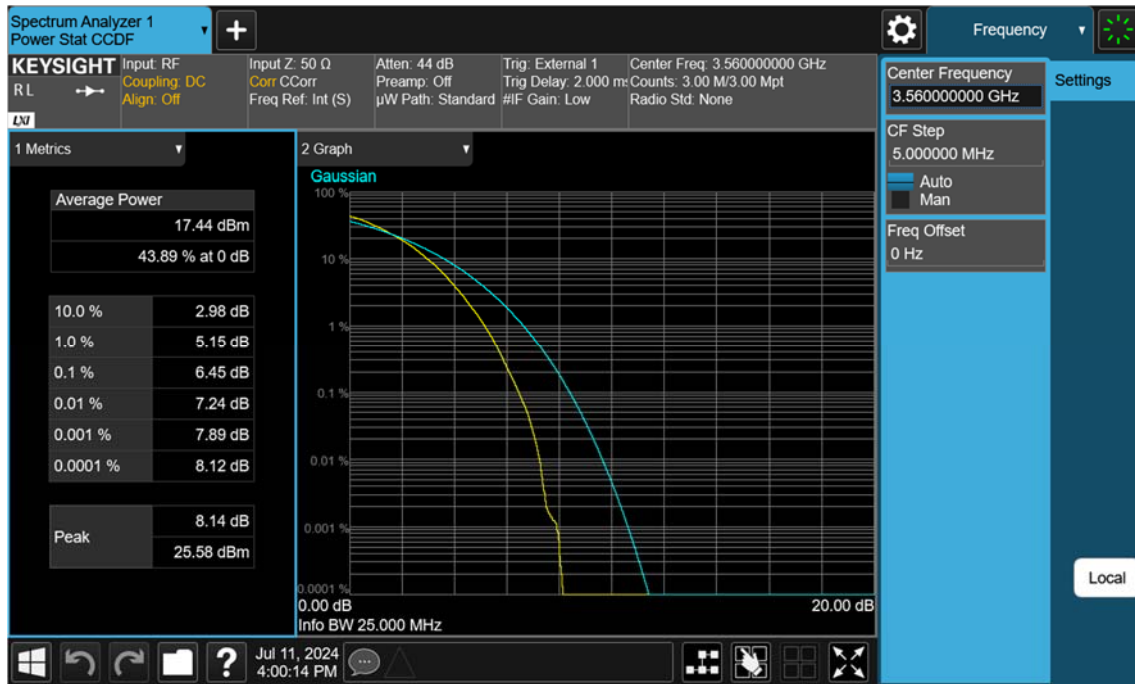 Spectrum Analyzer 1
Power Stat CCDF
+
Frequency
KEYSIGHT
R L
LXI
Input: RF
Coupling: DC
Align: Off
Input Z: 50 Ω
Corr CCorr
Freq Ref: Int (S)
Atten: 44 dB
Preamp: Off
µW Path: Standard
Trig: External 1
Trig Delay: 2.000 ms
#IF Gain: Low
Center Freq: 3.560000000 GHz
Counts: 3.00 M/3.00 Mpt
Radio Std: None
Center Frequency
3.560000000 GHz
Settings
CF Step
5.000000 MHz
Auto
Man
Freq Offset
0 Hz
Local
1 Metrics
Average Power
17.44 dBm
43.89 % at 0 dB
10.0 % 2.98 dB
1.0 % 5.15 dB
0.1 % 6.45 dB
0.01 % 7.24 dB
0.001 % 7.89 dB
0.0001 % 8.12 dB
Peak
8.14 dB
25.58 dBm
2 Graph
Gaussian
100 %
10 %
1 %
0.1 %
0.01 %
0.001 %
0.0001 %
0.00 dB 20.00 dB
Info BW 25.000 MHz
?
Jul 11, 2024
4:00:14 PM